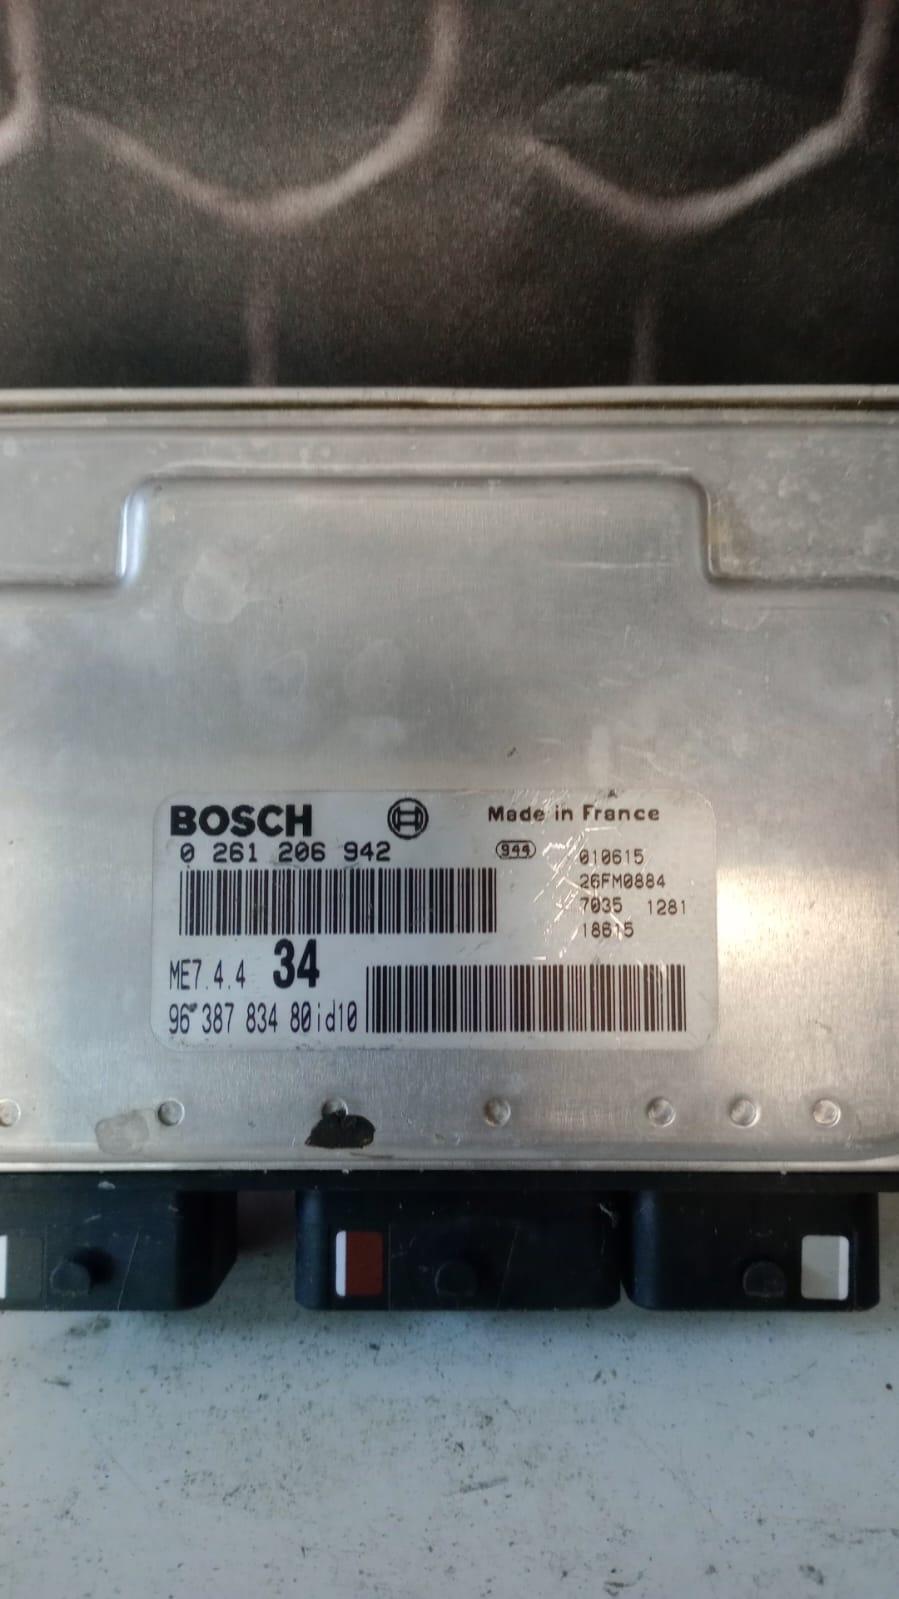 BOSCH
Made in France
0 261 206 942
944
010615
26FM0884
7035 1281
18615
ME7.4.4 34
96 387 834 80id10